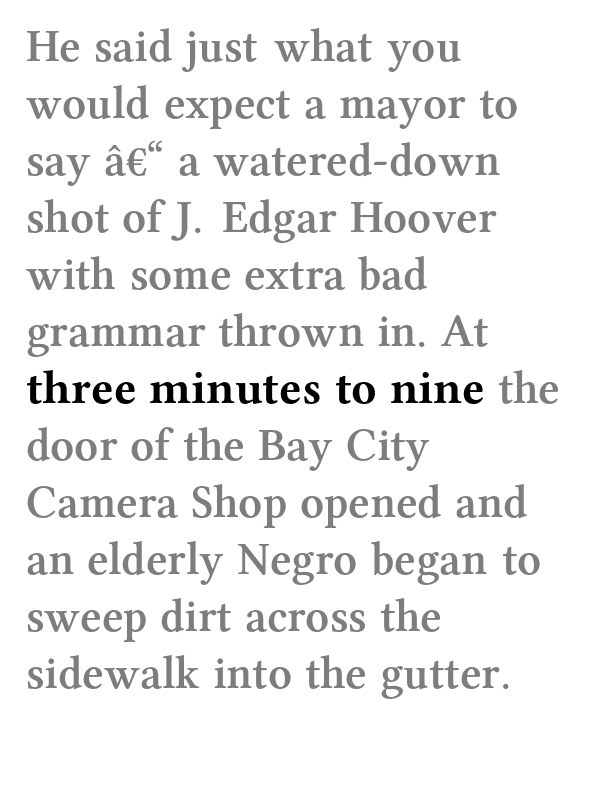 He said just what you
would expect a mayor to
say â€“ a watered-down
shot of J. Edgar Hoover
with some extra bad
grammar thrown in. At
three minutes to nine the
door of the Bay City
Camera Shop opened and
an elderly Negro began to
sweep dirt across the
sidewalk into the gutter.